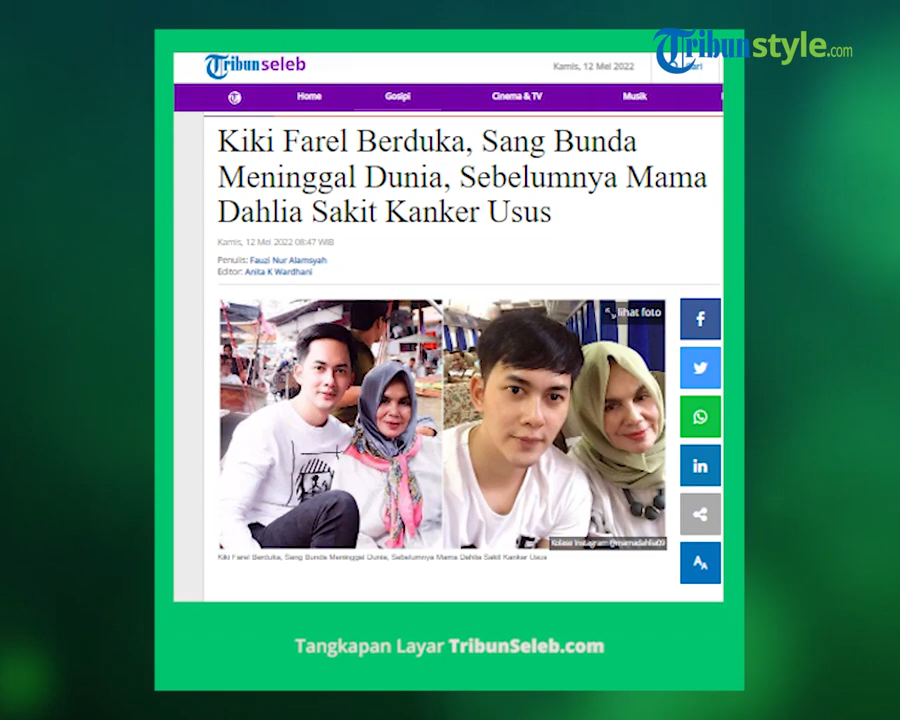 Tribunstyle.com
Tribunseleb
Kamis, 12 Mei 2022
Home Gosipi Cinema & TV Musik
Kiki Farel Berduka, Sang Bunda
Meninggal Dunia, Sebelumnya Mama
Dahlia Sakit Kanker Usus
Kamis, 12 Mei 2022 08:47 WIB
Penulis: Fauzi Nur Alamsyah
Editor: Anita K Wardhani
lihat foto
Kolase Instagram @mamadahlia09
Kiki Farel Berduka, Sang Bunda Meninggal Dunia, Sebelumnya Mama Dahlia Sakit Kanker Usus
Tangkapan Layar TribunSeleb.com